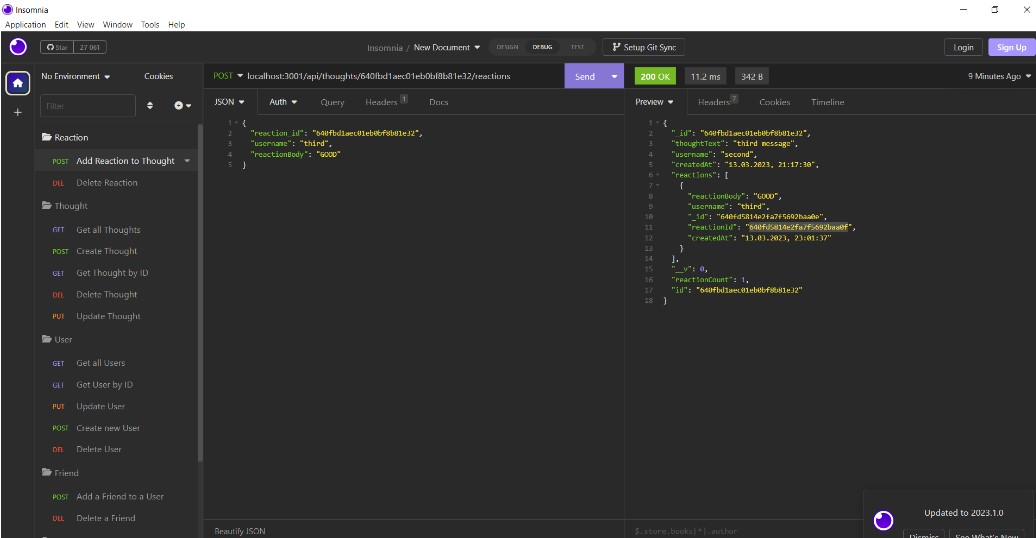 Insomnia
Application Edit View Window Tools Help
Star 27 061
Insomnia / New Document
DESIGN DEBUG TEST
Setup Git Sync
Login Sign Up
No Environment Cookies
POST localhost:3001/api/thoughts/640fbd1aec01eb0bf8b81e32/reactions
Send
200 OK 11.2 ms 342 B
9 Minutes Ago
Filter
JSON Auth Query Headers 1 Docs
Preview Headers 7 Cookies Timeline
Reaction
POST Add Reaction to Thought
DEL Delete Reaction
Thought
GET Get all Thoughts
POST Create Thought
GET Get Thought by ID
DEL Delete Thought
PUT Update Thought
User
GET Get all Users
GET Get User by ID
PUT Update User
POST Create new User
DEL Delete User
Friend
POST Add a Friend to a User
DEL Delete a Friend
1 {
2 "reaction_id": "640fbd1aec01eb0bf8b81e32",
3 "username": "third",
4 "reactionBody": "GOOD"
5 }
Beautify JSON
1 {
2 "_id": "640fbd1aec01eb0bf8b81e32",
3 "thoughtText": "third message",
4 "username": "second",
5 "createdAt": "13.03.2023, 21:17:30",
6 "reactions": [
7 {
8 "reactionBody": "GOOD",
9 "username": "third",
10 "_id": "640fd5814e2fa7f5692baa0e",
11 "reactionId": "640fd5814e2fa7f5692baa0f",
12 "createdAt": "13.03.2023, 23:01:37"
13 }
14 ],
15 "__v": 0,
16 "reactionCount": 1,
17 "id": "640fbd1aec01eb0bf8b81e32"
18 }
$.store.books[*].author
Updated to 2023.1.0
Dismiss See What's New